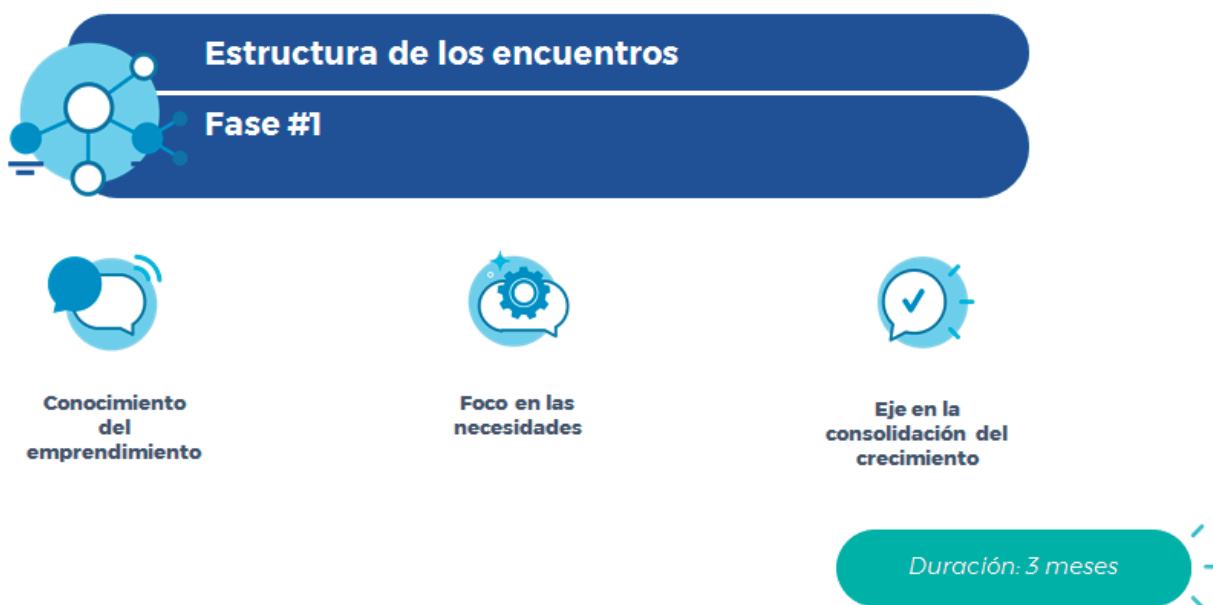 Estructura de los encuentros
Fase #1
Conocimiento
del
emprendimiento
Foco en las
necesidades
Eje en la
consolidación del
crecimiento
Duración: 3 meses